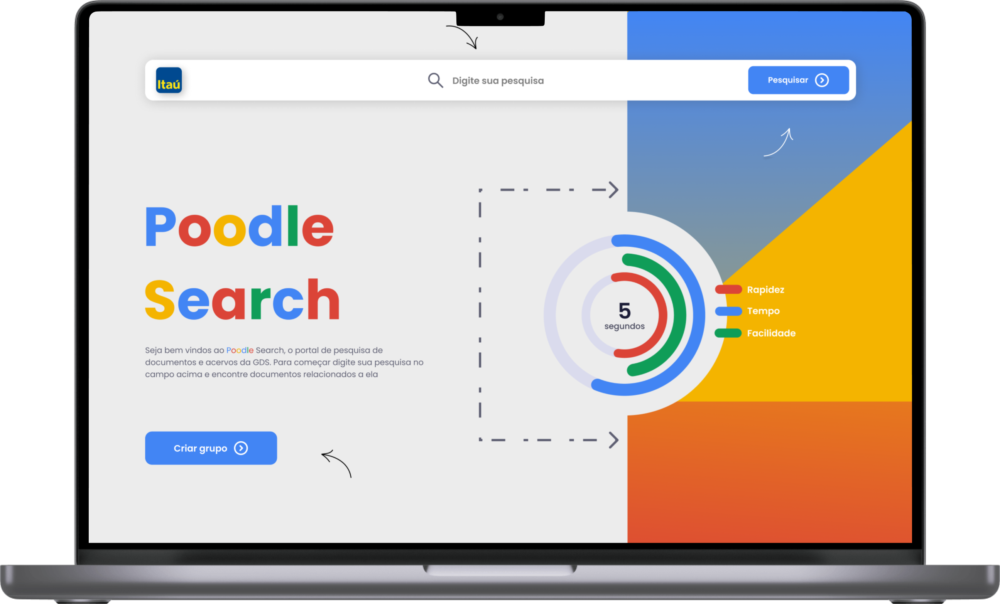 Itaú
Digite sua pesquisa
Pesquisar
Poodle
Search
Seja bem vindos ao Poodle Search, o portal de pesquisa de
documentos e acervos da GDS. Para começar digite sua pesquisa no
campo acima e encontre documentos relacionados a ela
Criar grupo
5
segundos
Rapidez
Tempo
Facilidade